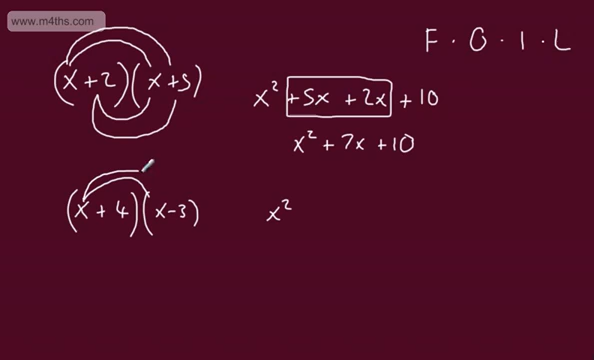 www.m4ths.com
F . O . I . L
(x + 2)(x + 5)
x² + 5x + 2x + 10
x² + 7x + 10
(x + 4)(x - 3)
x²